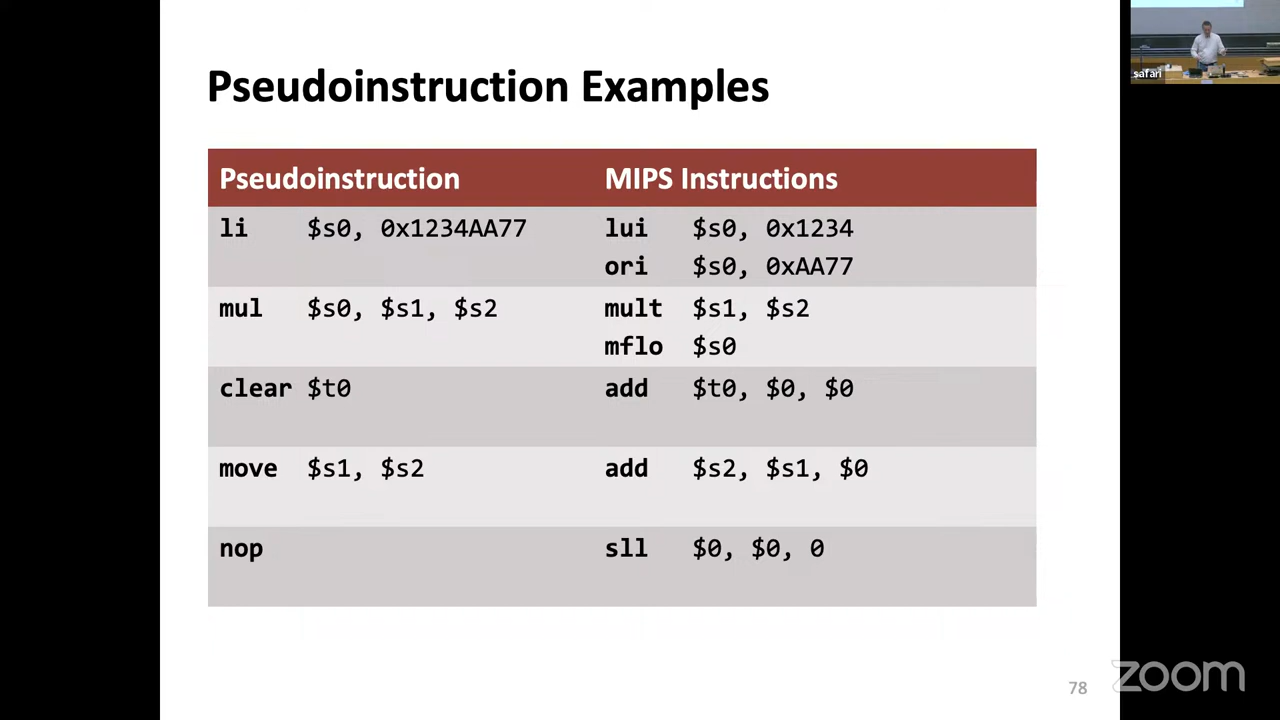 Pseudoinstruction Examples
safari
Pseudoinstruction MIPS Instructions
li $s0, 0x1234AA77 lui $s0, 0x1234
ori $s0, 0xAA77
mul $s0, $s1, $s2 mult $s1, $s2
mflo $s0
clear $t0 add $t0, $0, $0
move $s1, $s2 add $s2, $s1, $0
nop sll $0, $0, 0
78
zoom